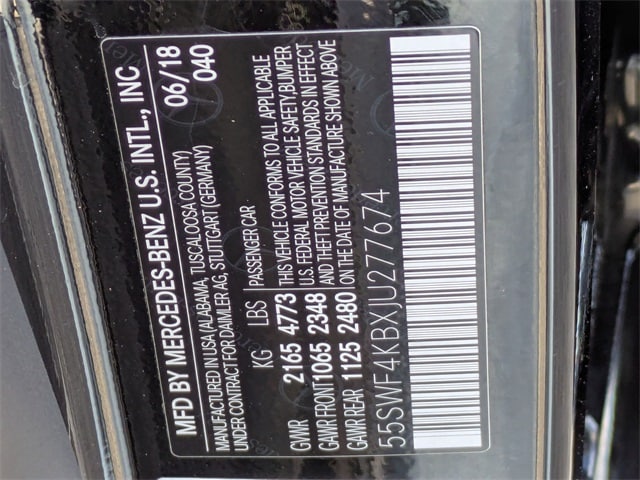 MFD BY MERCEDES-BENZ U.S. INTL., INC
MANUFACTURED IN USA (ALABAMA, TUSCALOOSA COUNTY) 06/18
UNDER CONTRACT FOR DAIMLER AG, STUTTGART (GERMANY) 040
KG LBS PASSENGER CAR
GVWR 2165 4773 THIS VEHICLE CONFORMS TO ALL APPLICABLE
U.S. FEDERAL MOTOR VEHICLE SAFETY, BUMPER
GAWR FRONT 1065 2348 AND THEFT PREVENTION STANDARDS IN EFFECT
GAWR REAR 1125 2480 ON THE DATE OF MANUFACTURE SHOWN ABOVE
55SWF4KBXJU277674